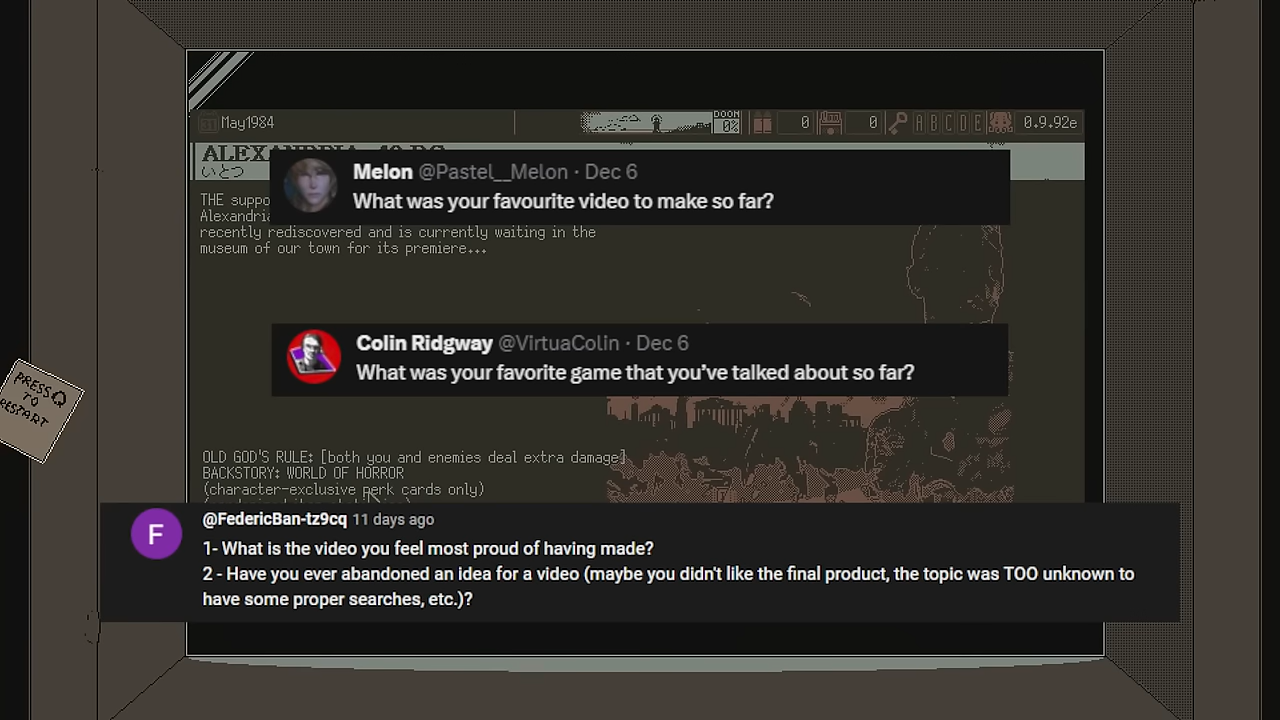 May1984
DOOM
0%
0
0
A B C D E
0.9.92e
いとつ
Melon @Pastel__Melon · Dec 6
What was your favourite video to make so far?
THE suppo
Alexandria
recently rediscovered and is currently waiting in the
museum of our town for its premiere...
Colin Ridgway @VirtuaColin · Dec 6
What was your favorite game that you've talked about so far?
PRESS Q
TO
RESTART
OLD GOD'S RULE: [both you and enemies deal extra damage]
BACKSTORY: WORLD OF HORROR
(character-exclusive perk cards only)
F
@FedericBan-tz9cq 11 days ago
1- What is the video you feel most proud of having made?
2 - Have you ever abandoned an idea for a video (maybe you didn't like the final product, the topic was TOO unknown to
have some proper searches, etc.)?